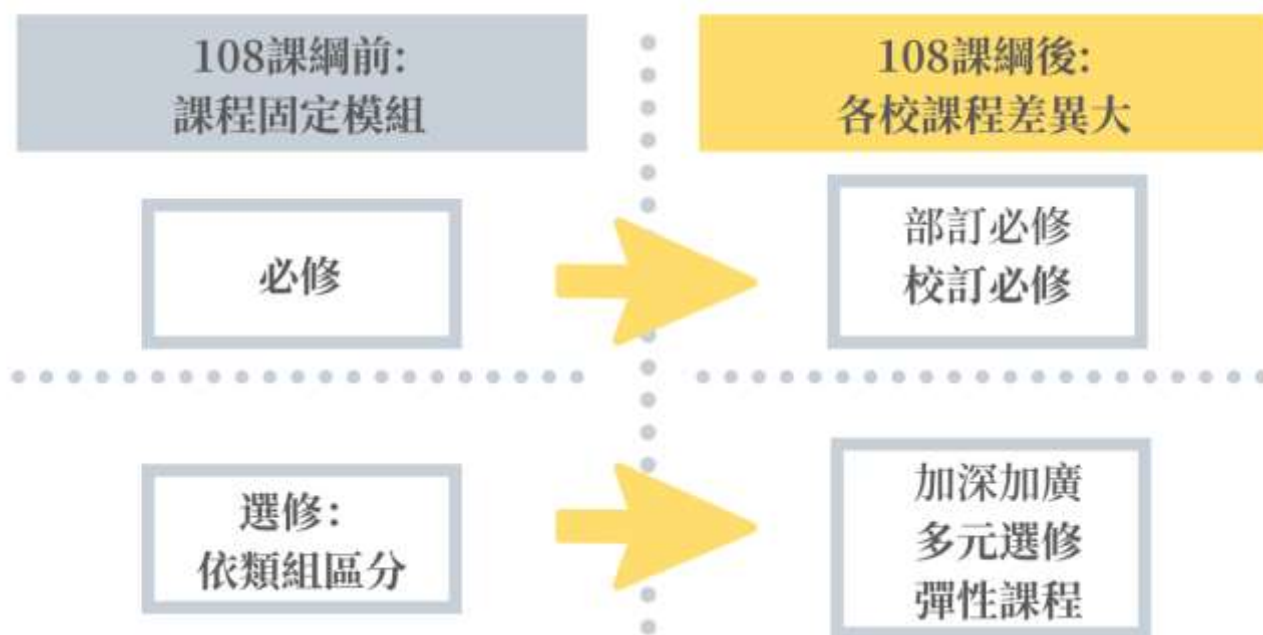 108課綱前:
課程固定模組
108課綱後:
各校課程差異大
必修
部訂必修
校訂必修
選修:
依類組區分
加深加廣
多元選修
彈性課程